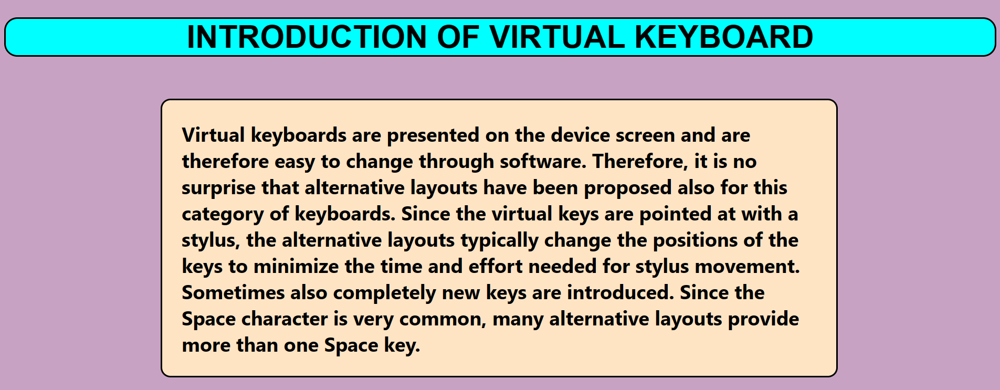 INTRODUCTION OF VIRTUAL KEYBOARD
Virtual keyboards are presented on the device screen and are
therefore easy to change through software. Therefore, it is no
surprise that alternative layouts have been proposed also for this
category of keyboards. Since the virtual keys are pointed at with a
stylus, the alternative layouts typically change the positions of the
keys to minimize the time and effort needed for stylus movement.
Sometimes also completely new keys are introduced. Since the
Space character is very common, many alternative layouts provide
more than one Space key.